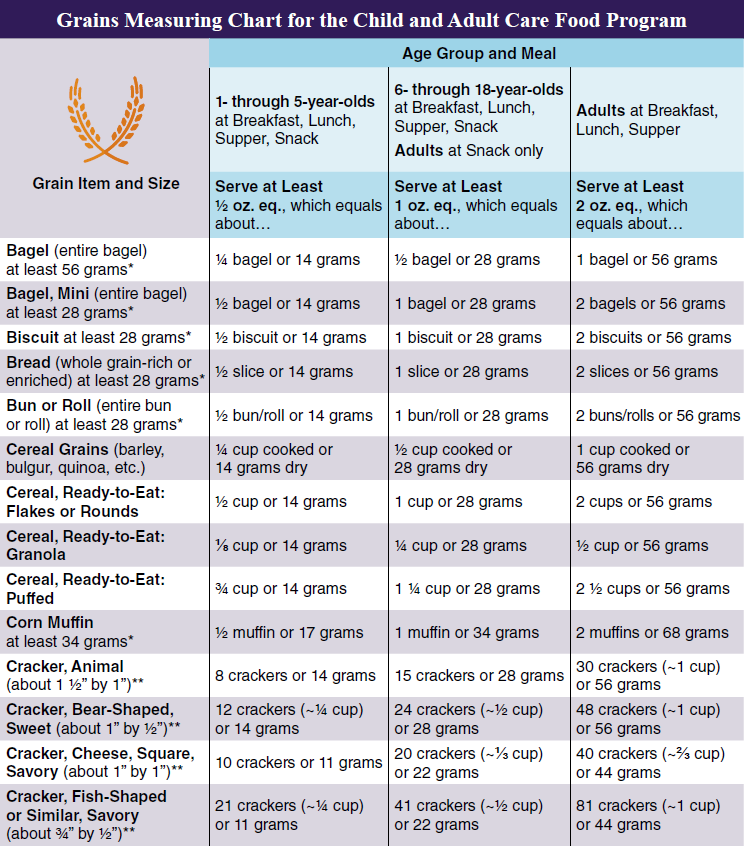 Grains Measuring Chart for the Child and Adult Care Food Program
Age Group and Meal
Grain Item and Size
1- through 5-year-olds
at Breakfast, Lunch,
Supper, Snack
6- through 18-year-olds
at Breakfast, Lunch,
Supper, Snack
Adults at Snack only
Adults at Breakfast,
Lunch, Supper
Serve at Least
½ oz. eq., which equals
about…
Serve at Least
1 oz. eq., which equals
about…
Serve at Least
2 oz. eq., which
equals about…
Bagel (entire bagel)
at least 56 grams*
¼ bagel or 14 grams
½ bagel or 28 grams
1 bagel or 56 grams
Bagel, Mini (entire bagel)
at least 28 grams*
½ bagel or 14 grams
1 bagel or 28 grams
2 bagels or 56 grams
Biscuit at least 28 grams*
½ biscuit or 14 grams
1 biscuit or 28 grams
2 biscuits or 56 grams
Bread (whole grain-rich or
enriched) at least 28 grams*
½ slice or 14 grams
1 slice or 28 grams
2 slices or 56 grams
Bun or Roll (entire bun
or roll) at least 28 grams*
½ bun/roll or 14 grams
1 bun/roll or 28 grams
2 buns/rolls or 56 grams
Cereal Grains (barley,
bulgur, quinoa, etc.)
¼ cup cooked or
14 grams dry
½ cup cooked or
28 grams dry
1 cup cooked or
56 grams dry
Cereal, Ready-to-Eat:
Flakes or Rounds
½ cup or 14 grams
1 cup or 28 grams
2 cups or 56 grams
Cereal, Ready-to-Eat:
Granola
⅛ cup or 14 grams
¼ cup or 28 grams
½ cup or 56 grams
Cereal, Ready-to-Eat:
Puffed
¾ cup or 14 grams
1 ¼ cup or 28 grams
2 ½ cups or 56 grams
Corn Muffin
at least 34 grams*
½ muffin or 17 grams
1 muffin or 34 grams
2 muffins or 68 grams
Cracker, Animal
(about 1 ½” by 1”)**
8 crackers or 14 grams
15 crackers or 28 grams
30 crackers (~1 cup)
or 56 grams
Cracker, Bear-Shaped,
Sweet (about 1” by ½”)**
12 crackers (~¼ cup)
or 14 grams
24 crackers (~½ cup)
or 28 grams
48 crackers (~1 cup)
or 56 grams
Cracker, Cheese, Square,
Savory (about 1” by 1”)**
10 crackers or 11 grams
20 crackers (~⅓ cup)
or 22 grams
40 crackers (~⅔ cup)
or 44 grams
Cracker, Fish-Shaped
or Similar, Savory
(about ¾” by ½”)**
21 crackers (~¼ cup)
or 11 grams
41 crackers (~½ cup)
or 22 grams
81 crackers (~1 cup)
or 44 grams